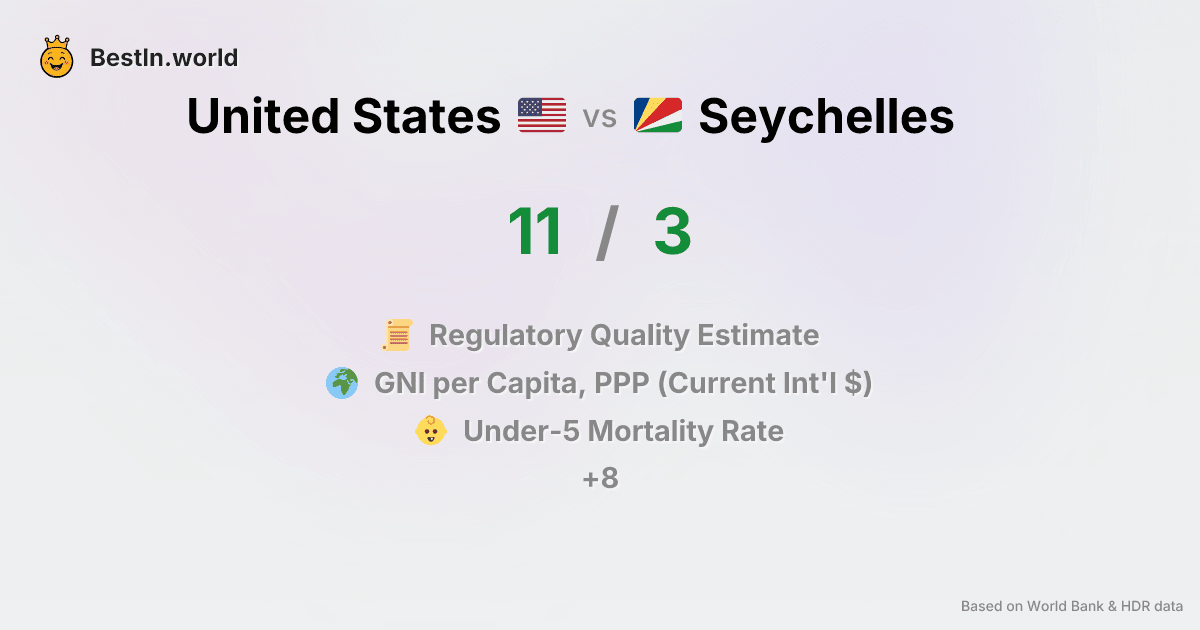 BestIn.world
United States vs Seychelles
11 / 3
Regulatory Quality Estimate
GNI per Capita, PPP (Current Int'l $)
Under-5 Mortality Rate
+8
Based on World Bank & HDR data